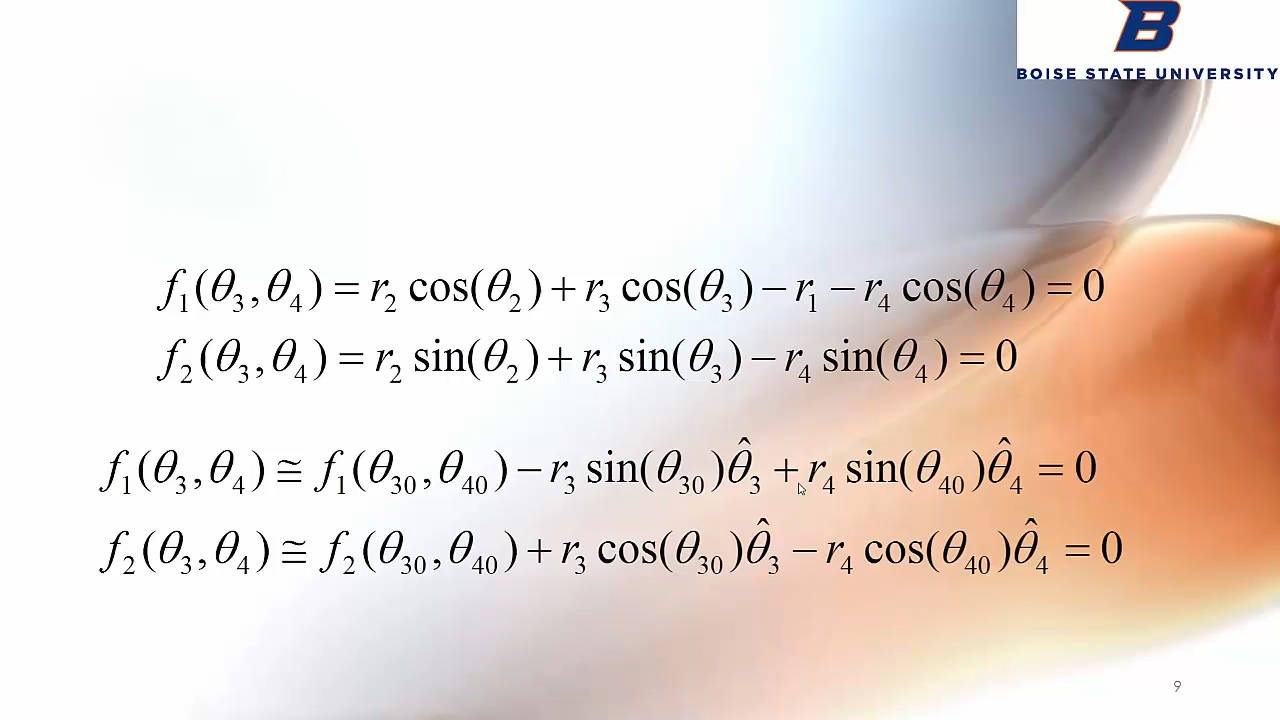 B
BOISE STATE UNIVERSITY
f₁(θ₃,θ₄) = r₂ cos(θ₂) + r₃ cos(θ₃) − r₁ − r₄ cos(θ₄) = 0
f₂(θ₃,θ₄) = r₂ sin(θ₂) + r₃ sin(θ₃) − r₄ sin(θ₄) = 0
f₁(θ₃,θ₄) ≅ f₁(θ₃₀,θ₄₀) − r₃ sin(θ₃₀)θ̂₃ + r₄ sin(θ₄₀)θ̂₄ = 0
f₂(θ₃,θ₄) ≅ f₂(θ₃₀,θ₄₀) + r₃ cos(θ₃₀)θ̂₃ − r₄ cos(θ₄₀)θ̂₄ = 0
9